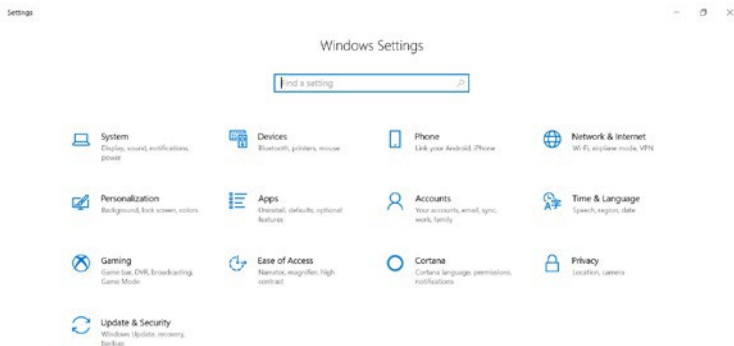 Settings
Windows Settings
Find a setting
System
Display, sound, notifications,
power
Devices
Bluetooth, printers, mouse
Phone
Link your Android, iPhone
Network & Internet
Wi-Fi, airplane mode, VPN
Personalization
Background, lock screen, colors
Apps
Uninstall, defaults, optional
features
Accounts
Your accounts, email, sync,
work, family
Time & Language
Speech, region, date
Gaming
Game bar, DVR, broadcasting,
Game Mode
Ease of Access
Narrator, magnifier, high
contrast
Cortana
Cortana language, permissions,
notifications
Privacy
Location, camera
Update & Security
Windows Update, recovery,
backup